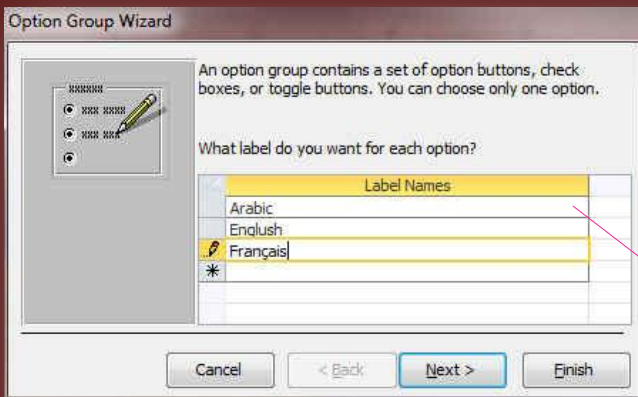 Option Group Wizard
An option group contains a set of option buttons, check
boxes, or toggle buttons. You can choose only one option.
What label do you want for each option?
Label Names
Arabic
Englush
Français
Cancel
< Back
Next >
Finish